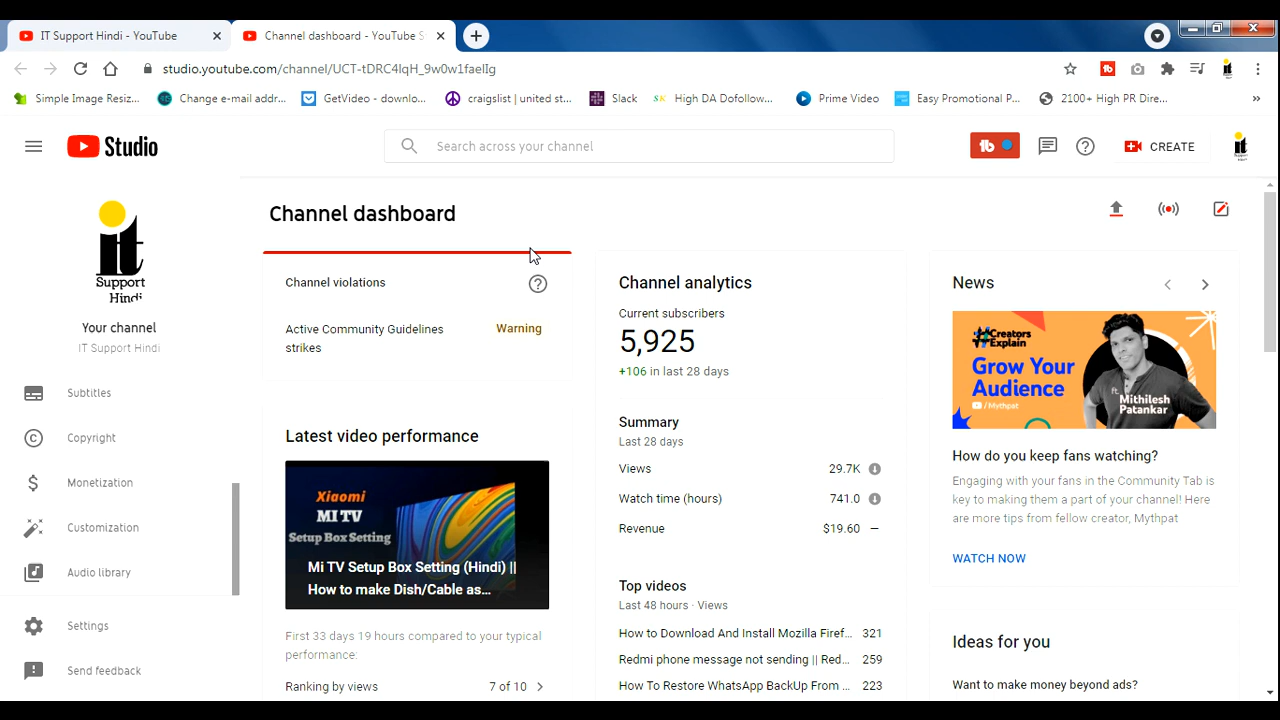 IT Support Hindi - YouTube
Channel dashboard - YouTube S
studio.youtube.com/channel/UCT-tDRC4lqH_9w0w1faelIg
Simple Image Resiz...
Change e-mail addr...
GetVideo - downlo...
craigslist | united st...
Slack
SK
High DA Dofollow...
Prime Video
Easy Promotional P...
2100+ High PR Dire...
»
Studio
Search across your channel
CREATE
it
Support
Hindi
Your channel
IT Support Hindi
Subtitles
Copyright
Monetization
Customization
Audio library
Settings
Send feedback
Channel dashboard
Channel violations
Active Community Guidelines
strikes
Warning
Latest video performance
Xiaomi
MI TV
Setup Box Setting
Mi TV Setup Box Setting (Hindi) ||
How to make Dish/Cable as...
First 33 days 19 hours compared to your typical
performance:
Ranking by views 7 of 10
Channel analytics
Current subscribers
5,925
+106 in last 28 days
Summary
Last 28 days
Views 29.7K
Watch time (hours) 741.0
Revenue $19.60 —
Top videos
Last 48 hours · Views
How to Download And Install Mozilla Firef... 321
Redmi phone message not sending || Red... 259
How To Restore WhatsApp BackUp From ... 223
News
#Creators
Explain
Grow Your
Audience
/Mythpat
ft.
Mithilesh
Patankar
How do you keep fans watching?
Engaging with your fans in the Community Tab is
key to making them a part of your channel! Here
are more tips from fellow creator, Mythpat
WATCH NOW
Ideas for you
Want to make money beyond ads?